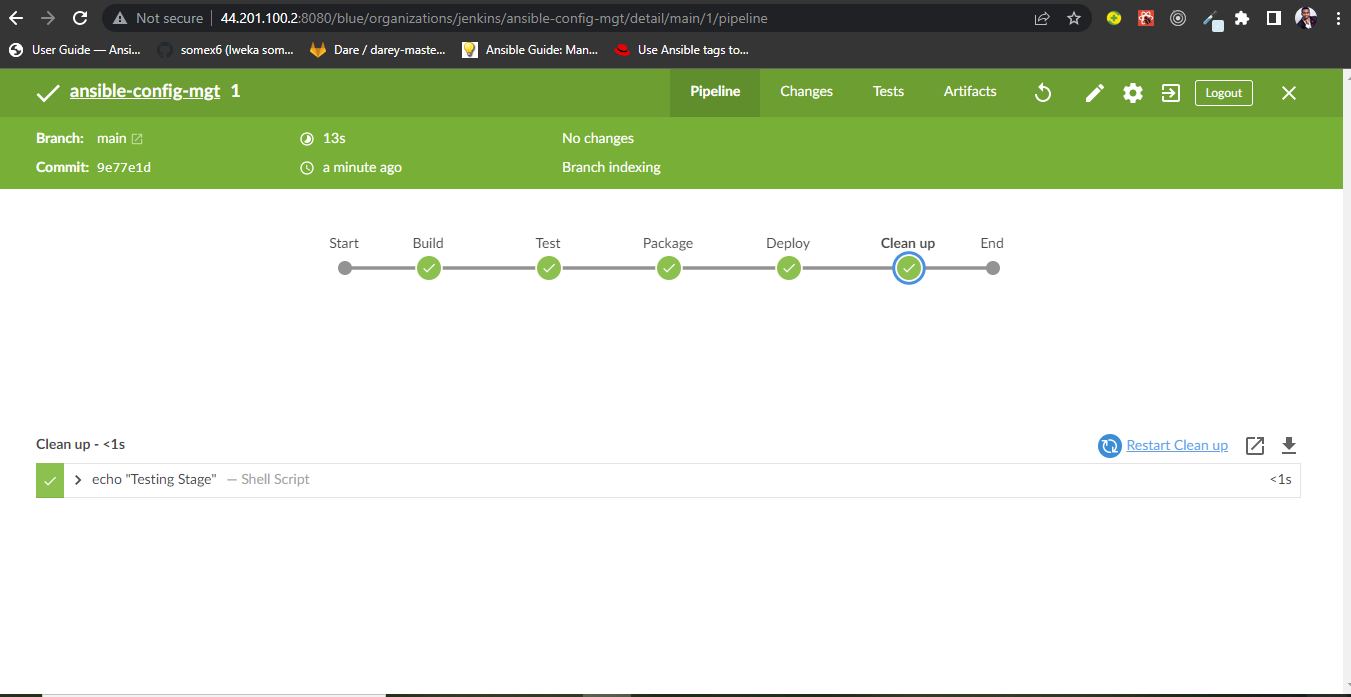 Not secure 44.201.100.2:8080/blue/organizations/jenkins/ansible-config-mgt/detail/main/1/pipeline
User Guide — Ansi... somex6 (Iweka som... Dare / darey-maste... Ansible Guide: Man... Use Ansible tags to...
ansible-config-mgt 1 Pipeline Changes Tests Artifacts Logout
Branch: main 13s No changes
Commit: 9e77e1d a minute ago Branch indexing
Start Build Test Package Deploy Clean up End
Clean up - <1s Restart Clean up
echo "Testing Stage" — Shell Script <1s